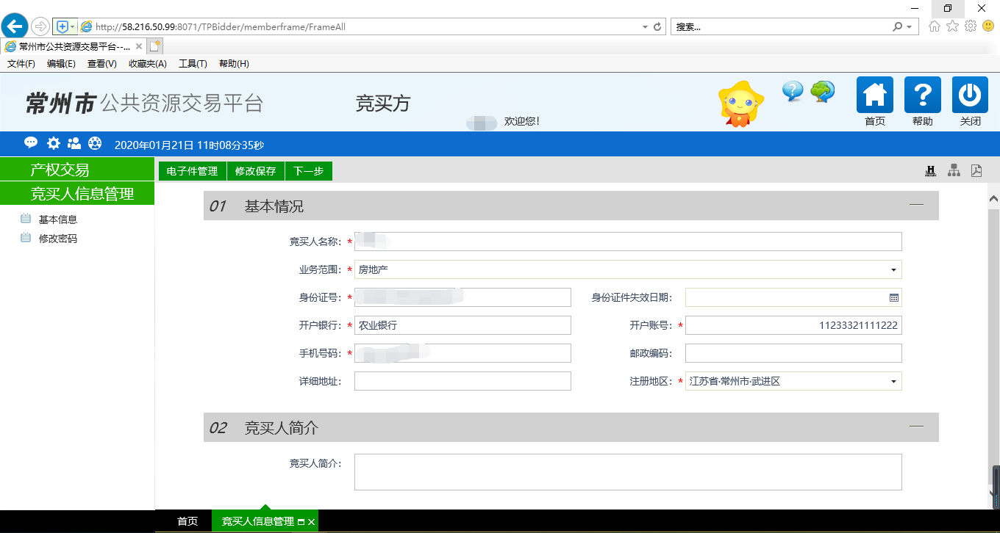 http://58.216.50.99:8071/TPBidder/memberframe/FrameAll
搜索...
常州市公共资源交易平台--...
文件(F) 编辑(E) 查看(V) 收藏夹(A) 工具(T) 帮助(H)
常州市公共资源交易平台 竞买方
欢迎您!
首页 帮助 关闭
2020年01月21日 11时08分35秒
产权交易
竞买人信息管理
基本信息
修改密码
电子件管理 修改保存 下一步
H
HISTORY
01 基本情况
竞买人名称: *
业务范围: * 房地产
身份证号: * 身份证件失效日期:
开户银行: * 农业银行 开户账号: * 11233321111222
手机号码: * 邮政编码:
详细地址: 注册地区: * 江苏省·常州市·武进区
02 竞买人简介
竞买人简介:
首页 竞买人信息管理